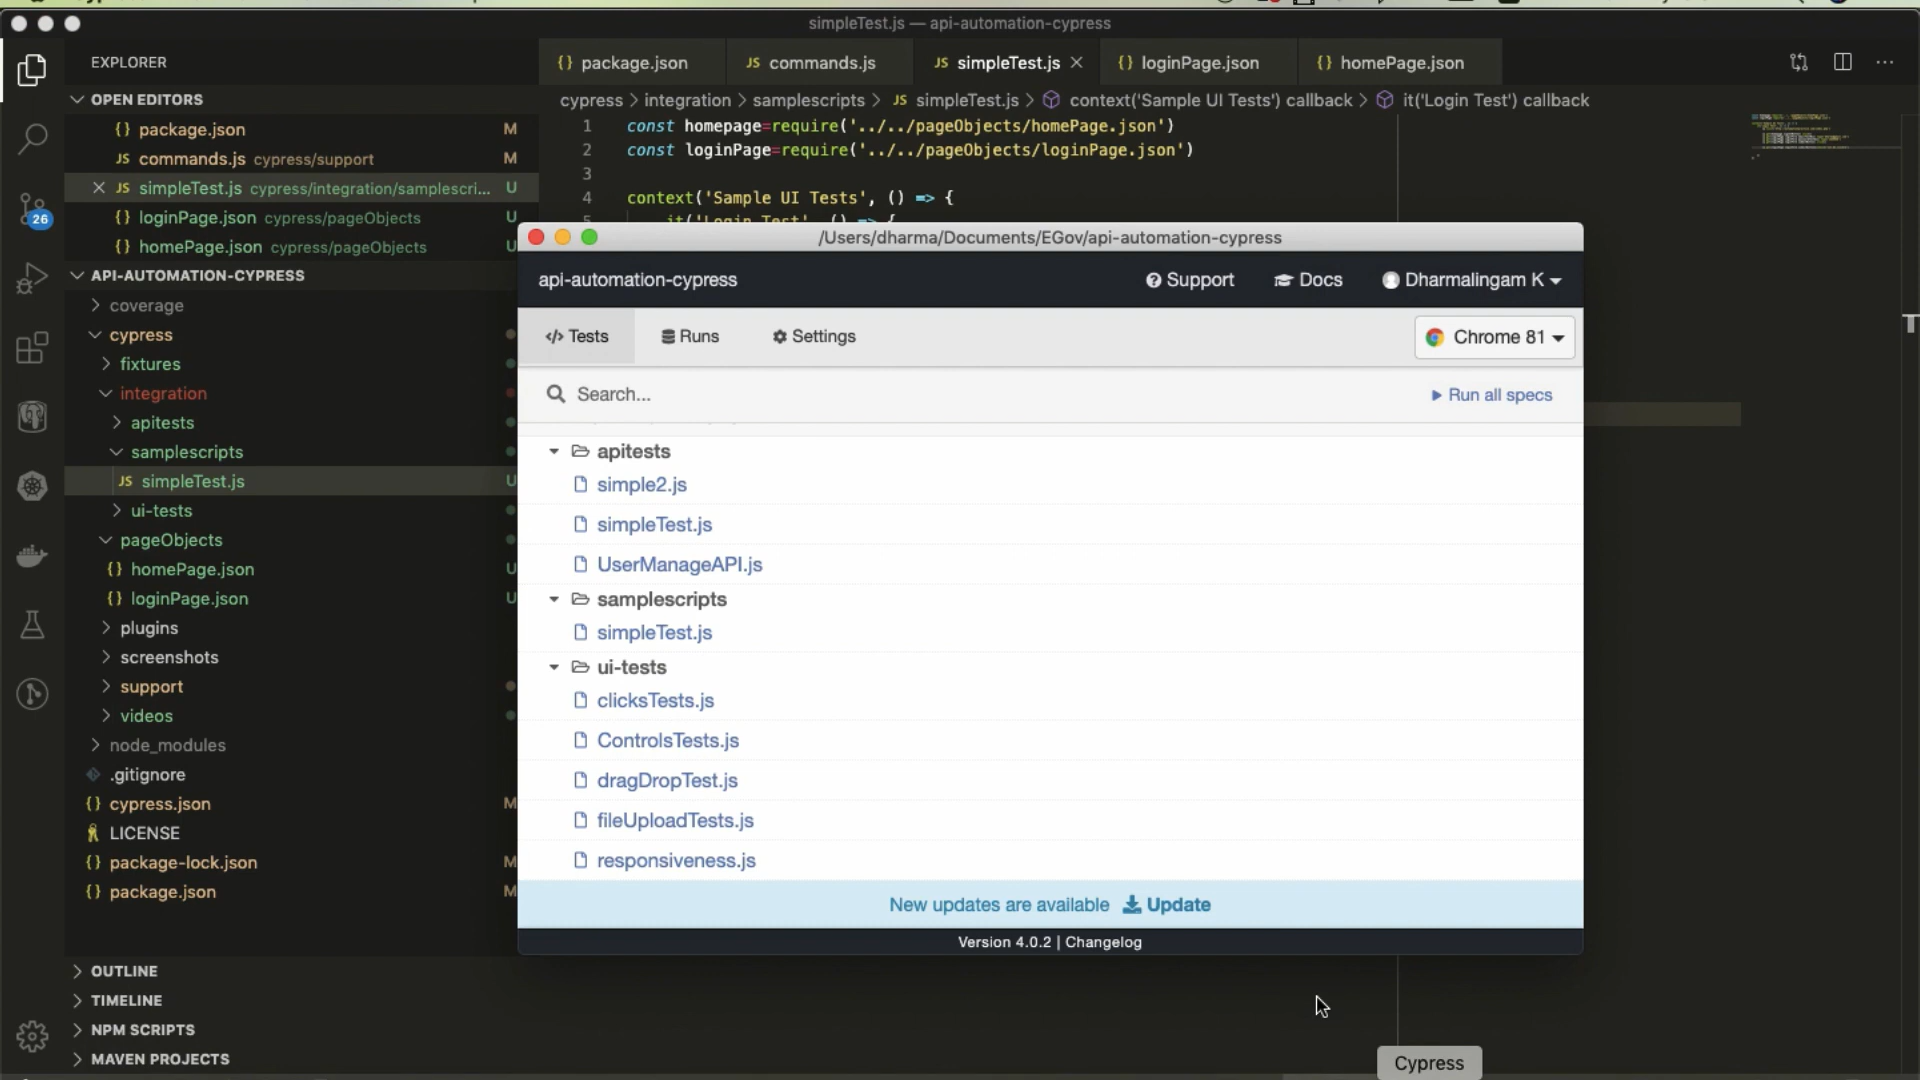 simpleTest.js — api-automation-cypress
EXPLORER
package.json
commands.js
simpleTest.js
loginPage.json
homePage.json
OPEN EDITORS
package.json M
commands.js cypress/support M
simpleTest.js cypress/integration/samplescri... U
loginPage.json cypress/pageObjects U
homePage.json cypress/pageObjects U
cypress > integration > samplescripts > JS simpleTest.js > context('Sample UI Tests') callback > it('Login Test') callback
1 const homepage=require('../../pageObjects/homePage.json')
2 const loginPage=require('../../pageObjects/loginPage.json')
3
4 context('Sample UI Tests', () => {
5 it('Login Test', () => {
26
API-AUTOMATION-CYPRESS
coverage
cypress
fixtures
integration
apitests
samplescripts
JS simpleTest.js U
ui-tests
pageObjects
{} homePage.json U
{} loginPage.json U
plugins
screenshots
support
videos
node_modules
.gitignore
{} cypress.json M
LICENSE
{} package-lock.json M
{} package.json M
OUTLINE
TIMELINE
NPM SCRIPTS
MAVEN PROJECTS
/Users/dharma/Documents/EGov/api-automation-cypress
api-automation-cypress
Support
Docs
Dharmalingam K
</> Tests
Runs
Settings
Chrome 81
Search...
Run all specs
apitests
simple2.js
simpleTest.js
UserManageAPI.js
samplescripts
simpleTest.js
ui-tests
clicksTests.js
ControlsTests.js
dragDropTest.js
fileUploadTests.js
responsiveness.js
New updates are available Update
Version 4.0.2 | Changelog
Cypress